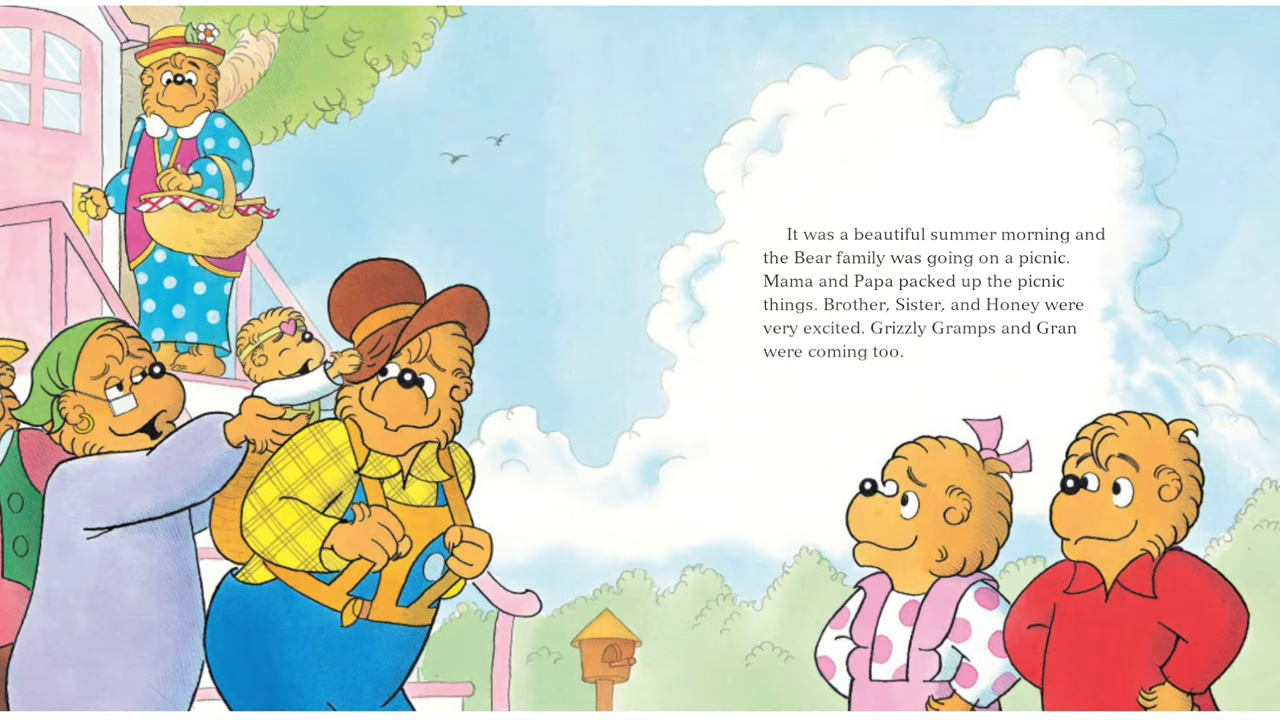 It was a beautiful summer morning and
the Bear family was going on a picnic.
Mama and Papa packed up the picnic
things. Brother, Sister, and Honey were
very excited. Grizzly Gramps and Gran
were coming too.